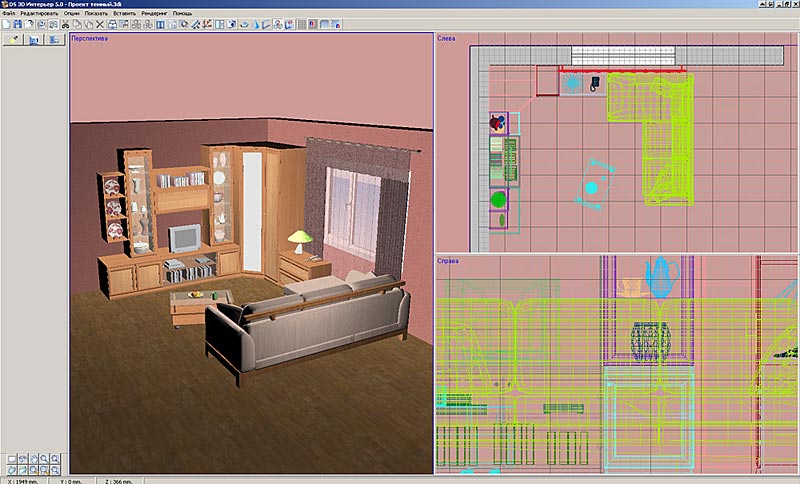 DS 3D Интерьер 5.0 - Проект темный.3di
Файл Правка Опции Показать Вставить Рендеринг Помощь
Перспектива
Слева
Справа
X : 1949 mm. Y : 0 mm. Z : 366 mm.